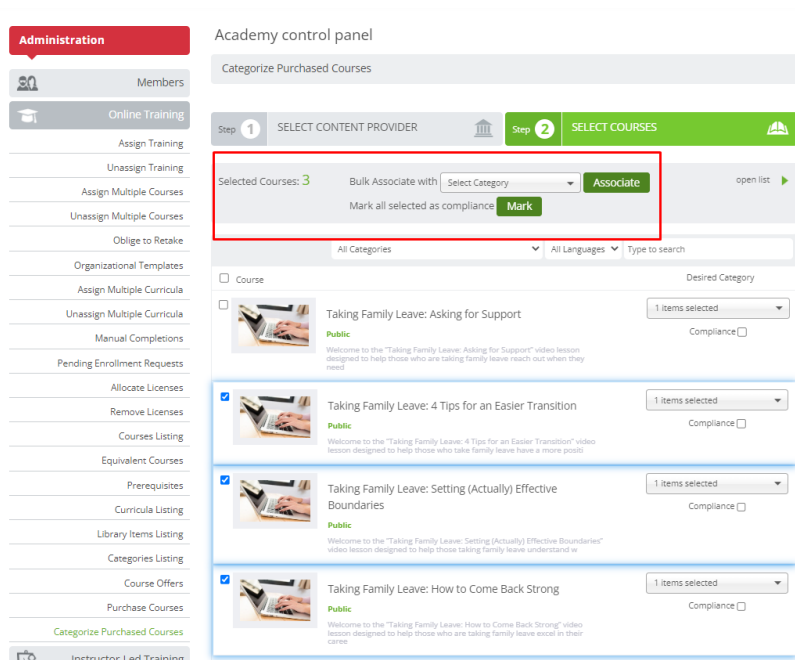 Administration
Members
Online Training
Assign Training
Unassign Training
Assign Multiple Courses
Unassign Multiple Courses
Oblige to Retake
Organizational Templates
Assign Multiple Curricula
Unassign Multiple Curricula
Manual Completions
Pending Enrollment Requests
Allocate Licenses
Remove Licenses
Courses Listing
Equivalent Courses
Prerequisites
Curricula Listing
Library Items Listing
Categories Listing
Course Offers
Purchase Courses
Categorize Purchased Courses
Instructor Led Training
Academy control panel
Categorize Purchased Courses
Step 1 SELECT CONTENT PROVIDER
Step 2 SELECT COURSES
Selected Courses: 3 Bulk Associate with Select Category Associate open list
Mark all selected as compliance Mark
All Categories All Languages Type to search
Course Desired Category
Taking Family Leave: Asking for Support
Public
Welcome to the "Taking Family Leave: Asking for Support" video lesson
designed to help those who are taking family leave reach out when they
need
1 items selected
Compliance
Taking Family Leave: 4 Tips for an Easier Transition
Public
Welcome to the "Taking Family Leave: 4 Tips for an Easier Transition" video
lesson designed to help those who take family leave have a more positi
1 items selected
Compliance
Taking Family Leave: Setting (Actually) Effective
Boundaries
Public
Welcome to the "Taking Family Leave: Setting (Actually) Effective Boundaries"
video lesson designed to help those taking family leave understand w
1 items selected
Compliance
Taking Family Leave: How to Come Back Strong
Public
Welcome to the "Taking Family Leave: How to Come Back Strong" video
lesson designed to help those who are taking family leave excel in their
caree
1 items selected
Compliance